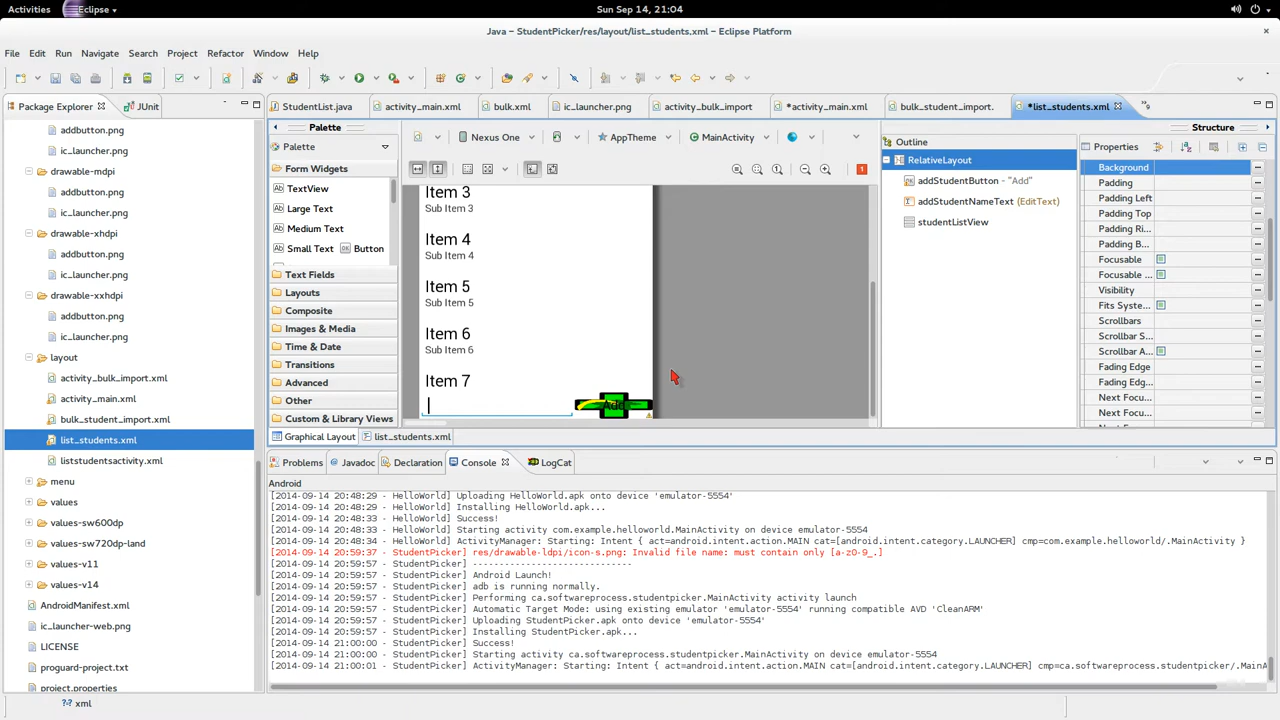 Activities Eclipse Sun Sep 14, 21:04
Java – StudentPicker/res/layout/list_students.xml – Eclipse Platform
File Edit Run Navigate Search Project Refactor Window Help
Package Explorer JUnit
StudentList.java activity_main.xml bulk.xml ic_launcher.png activity_bulk_import *activity_main.xml bulk_student_import. *list_students.xml
addbutton.png
ic_launcher.png
drawable-mdpi
addbutton.png
ic_launcher.png
drawable-xhdpi
addbutton.png
ic_launcher.png
drawable-xxhdpi
addbutton.png
ic_launcher.png
layout
activity_bulk_import.xml
activity_main.xml
bulk_student_import.xml
list_students.xml
liststudentsactivity.xml
menu
values
values-sw600dp
values-sw720dp-land
values-v11
values-v14
AndroidManifest.xml
ic_launcher-web.png
LICENSE
proguard-project.txt
project.properties
Palette
Palette
Form Widgets
TextView
Large Text
Medium Text
Small Text Button
Text Fields
Layouts
Composite
Images & Media
Time & Date
Transitions
Advanced
Other
Custom & Library Views
Nexus One AppTheme MainActivity
1
Item 3
Sub Item 3
Item 4
Sub Item 4
Item 5
Sub Item 5
Item 6
Sub Item 6
Item 7
Add
Graphical Layout list_students.xml
Structure
Outline
RelativeLayout
addStudentButton - "Add"
addStudentNameText (EditText)
studentListView
Properties
Background
Padding
Padding Left
Padding Top
Padding Ri...
Padding B...
Focusable
Focusable ...
Visibility
Fits System...
Scrollbars
Scrollbar S...
Scrollbar A...
Fading Edge
Fading Edg...
Next Focus...
Next Focus...
Problems Javadoc Declaration Console LogCat
Android
[2014-09-14 20:48:29 - HelloWorld] Uploading HelloWorld.apk onto device 'emulator-5554'
[2014-09-14 20:48:29 - HelloWorld] Installing HelloWorld.apk...
[2014-09-14 20:48:33 - HelloWorld] Success!
[2014-09-14 20:48:33 - HelloWorld] Starting activity com.example.helloworld.MainActivity on device emulator-5554
[2014-09-14 20:48:34 - HelloWorld] ActivityManager: Starting: Intent { act=android.intent.action.MAIN cat=[android.intent.category.LAUNCHER] cmp=com.example.helloworld/.MainActivity }
[2014-09-14 20:59:37 - StudentPicker] res/drawable-ldpi/icon-s.png: Invalid file name: must contain only [a-z0-9_.]
[2014-09-14 20:59:57 - StudentPicker] ------------------------------
[2014-09-14 20:59:57 - StudentPicker] Android Launch!
[2014-09-14 20:59:57 - StudentPicker] adb is running normally.
[2014-09-14 20:59:57 - StudentPicker] Performing ca.softwareprocess.studentpicker.MainActivity activity launch
[2014-09-14 20:59:57 - StudentPicker] Automatic Target Mode: using existing emulator 'emulator-5554' running compatible AVD 'CleanARM'
[2014-09-14 20:59:57 - StudentPicker] Uploading StudentPicker.apk onto device 'emulator-5554'
[2014-09-14 20:59:57 - StudentPicker] Installing StudentPicker.apk...
[2014-09-14 21:00:00 - StudentPicker] Success!
[2014-09-14 21:00:00 - StudentPicker] Starting activity ca.softwareprocess.studentpicker.MainActivity on device emulator-5554
[2014-09-14 21:00:01 - StudentPicker] ActivityManager: Starting: Intent { act=android.intent.action.MAIN cat=[android.intent.category.LAUNCHER] cmp=ca.softwareprocess.studentpicker/.MainA
xml